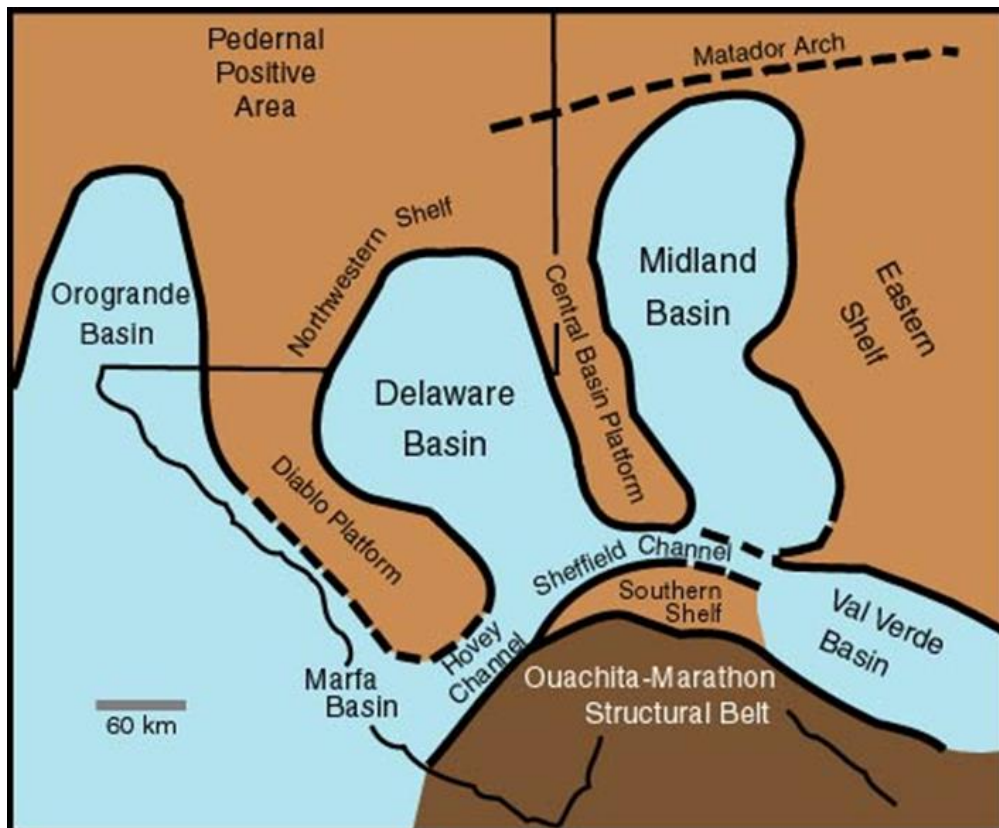 Pedernal
Positive
Area
Matador Arch
Northwestern Shelf
Orogrande
Basin
Midland
Basin
Eastern
Shelf
Central Basin Platform
Delaware
Basin
Diablo Platform
Sheffield Channel
Southern
Shelf
Val Verde
Basin
Hovey
Channel
Marfa
Basin
Ouachita-Marathon
Structural Belt
60 km